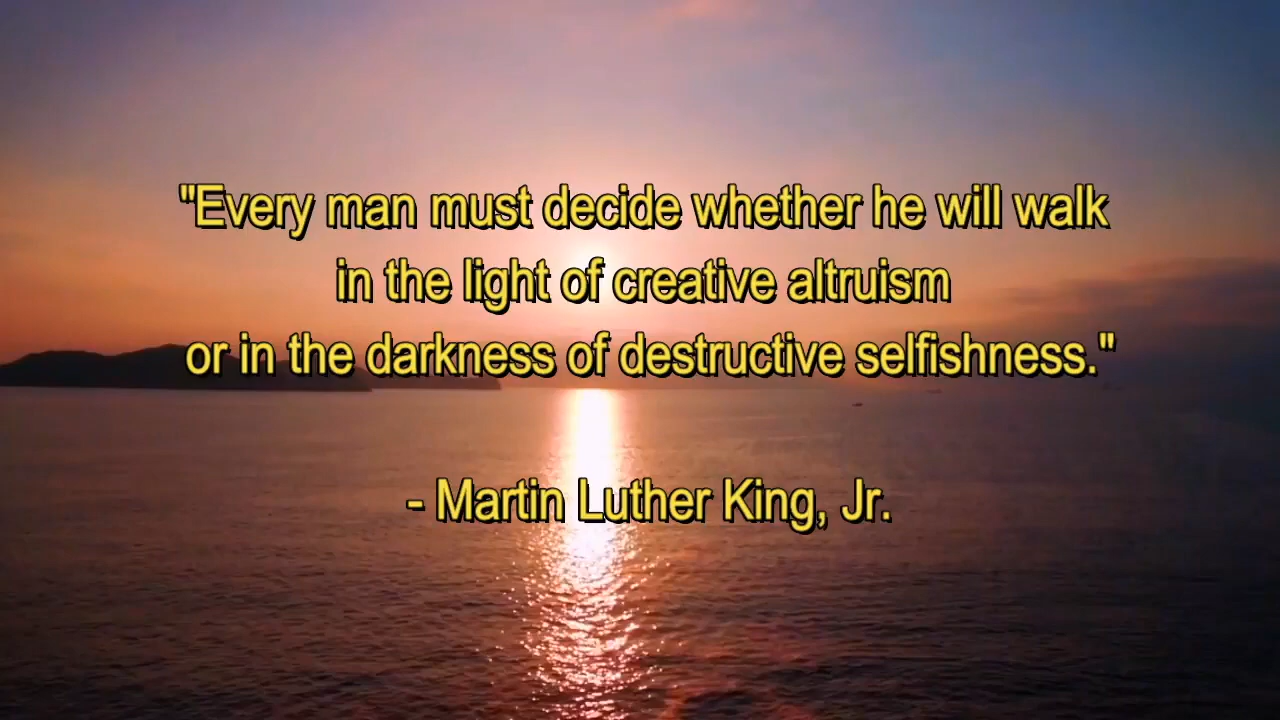 "Every man must decide whether he will walk
in the light of creative altruism
or in the darkness of destructive selfishness."
- Martin Luther King, Jr.